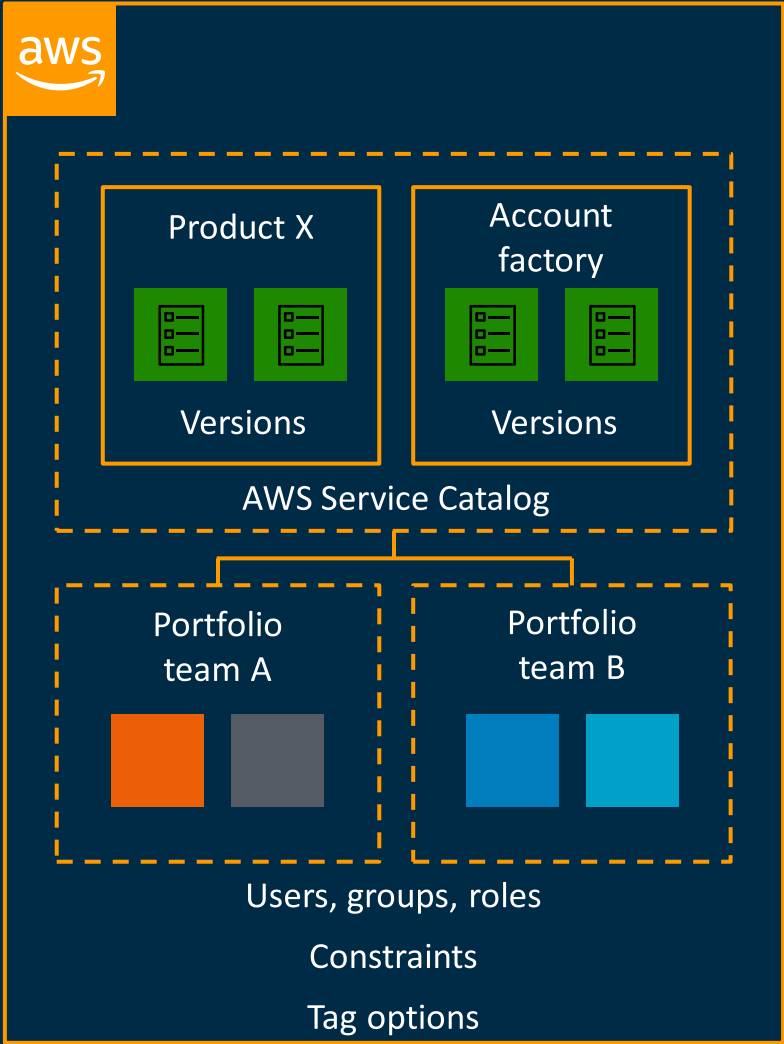 aws
Product X
Account
factory
Versions
Versions
AWS Service Catalog
Portfolio
team A
Portfolio
team B
Users, groups, roles
Constraints
Tag options